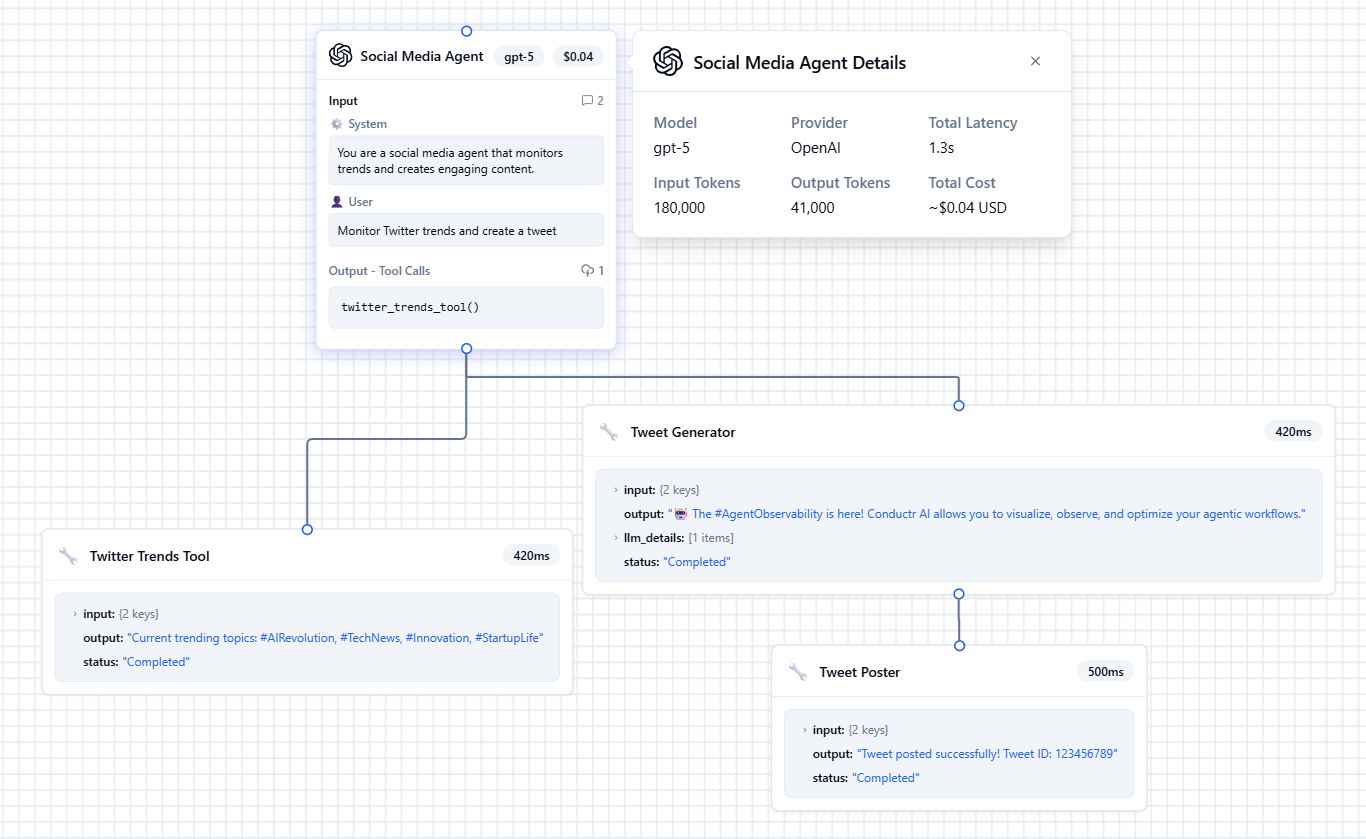 Social Media Agent gpt-5 $0.04
Input 2
System
You are a social media agent that monitors
trends and creates engaging content.
User
Monitor Twitter trends and create a tweet
Output - Tool Calls 1
twitter_trends_tool()
Social Media Agent Details
Model Provider Total Latency
gpt-5 OpenAI 1.3s
Input Tokens Output Tokens Total Cost
180,000 41,000 ~$0.04 USD
Tweet Generator 420ms
input: {2 keys}
output: "🤖 The #AgentObservability is here! Conductr AI allows you to visualize, observe, and optimize your agentic workflows."
llm_details: [1 items]
status: "Completed"
Twitter Trends Tool 420ms
input: {2 keys}
output: "Current trending topics: #AIRevolution, #TechNews, #Innovation, #StartupLife"
status: "Completed"
Tweet Poster 500ms
input: {2 keys}
output: "Tweet posted successfully! Tweet ID: 123456789"
status: "Completed"